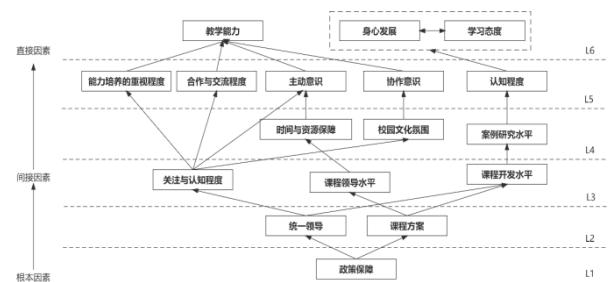 教学能力
身心发展
学习态度
直接因素
L6
能力培养的重视程度
合作与交流程度
主动意识
协作意识
认知程度
L5
时间与资源保障
校园文化氛围
案例研究水平
L4
间接因素
关注与认知程度
课程领导水平
课程开发水平
L3
统一领导
课程方案
L2
政策保障
根本因素
L1